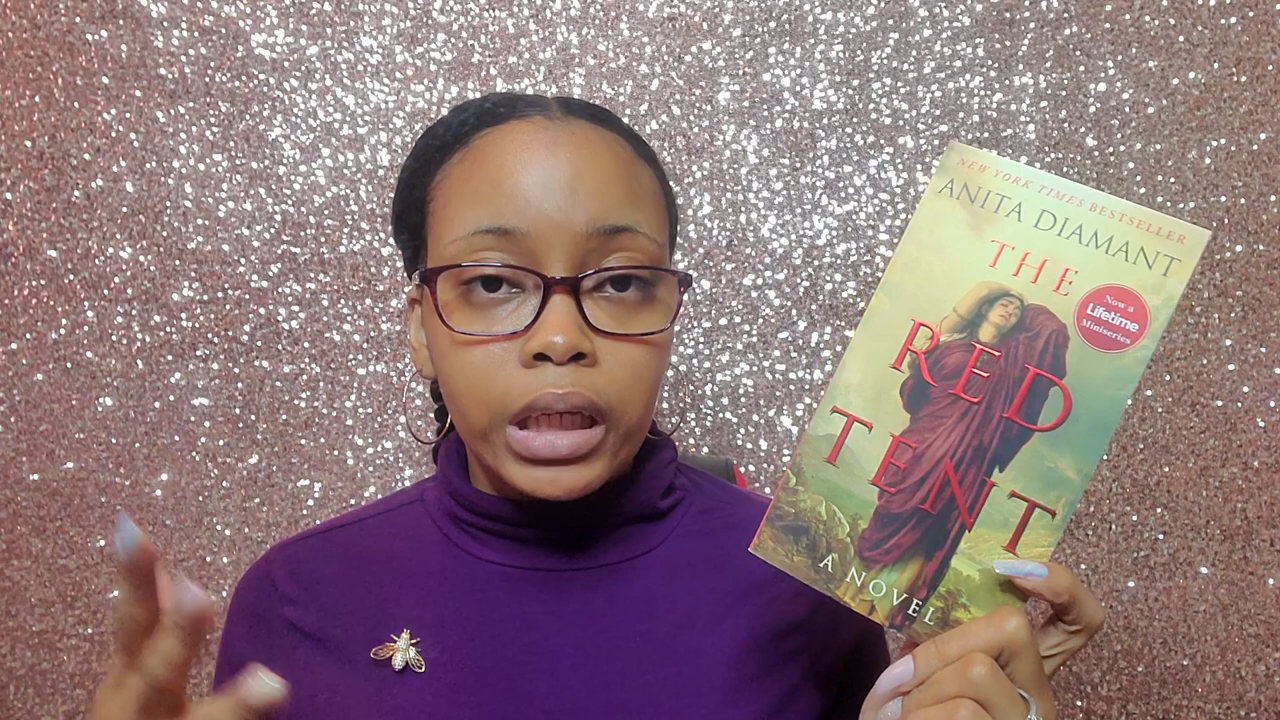 NEW YORK TIMES BESTSELLER
ANITA DIAMANT
THE
Now a
Lifetime
Miniseries
RED
TENT
A NOVEL